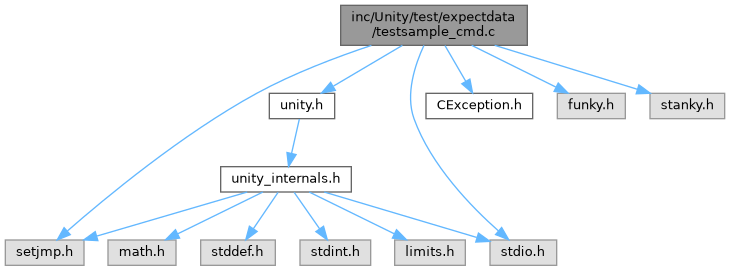 inc/Unity/test/expectdata
/testsample_cmd.c
unity.h
CException.h
funky.h
stanky.h
unity_internals.h
setjmp.h
math.h
stddef.h
stdint.h
limits.h
stdio.h